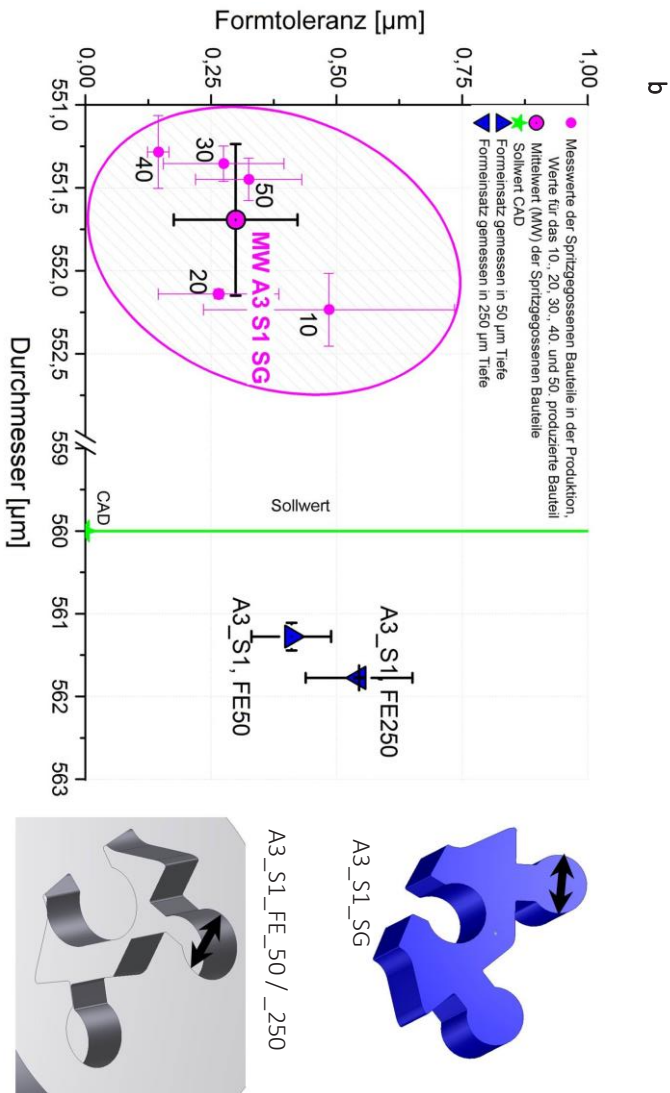 b
Formtoleranz [µm]
1,00
0,75
0,50
0,25
0,00
Messwerte der Spritzgegossenen Bauteile in der Produktion,
Werte für das 10., 20, 30., 40. und 50. produzierte Bauteil
Mittelwert (MW) der Spritzgegossenen Bauteile
Sollwert CAD
Formeinsatz gemessen in 50 µm Tiefe
Formeinsatz gemessen in 250 µm Tiefe
10
50
30
20
40
MW A3 S1 SG
Sollwert
CAD
A3_S1, FE250
A3_S1, FE50
551,0
551,5
552,0
552,5
559
560
561
562
563
Durchmesser [µm]
A3_S1_SG
A3_S1_FE_50 / _250